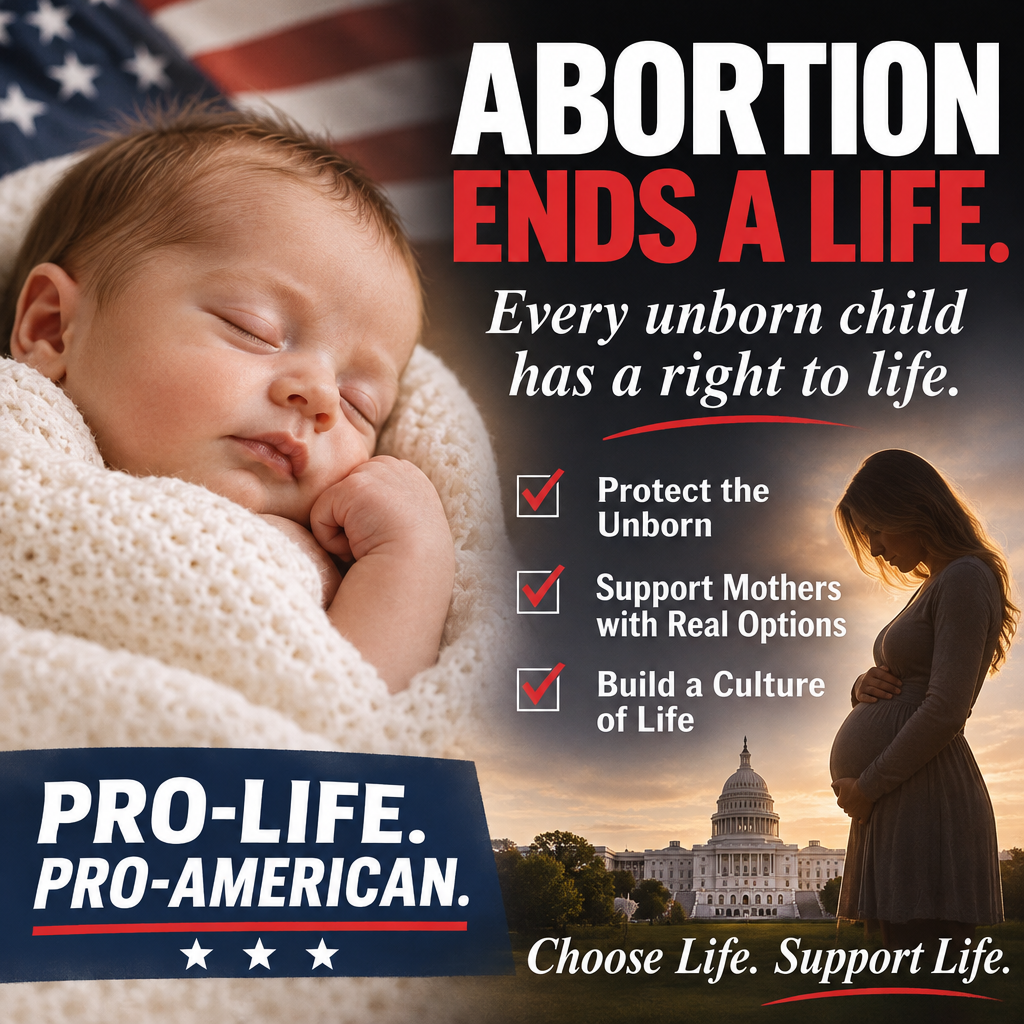 ABORTION
ENDS A LIFE.
Every unborn child
has a right to life.
Protect the
Unborn
Support Mothers
with Real Options
Build a Culture
of Life
PRO-LIFE.
PRO-AMERICAN.
Choose Life. Support Life.